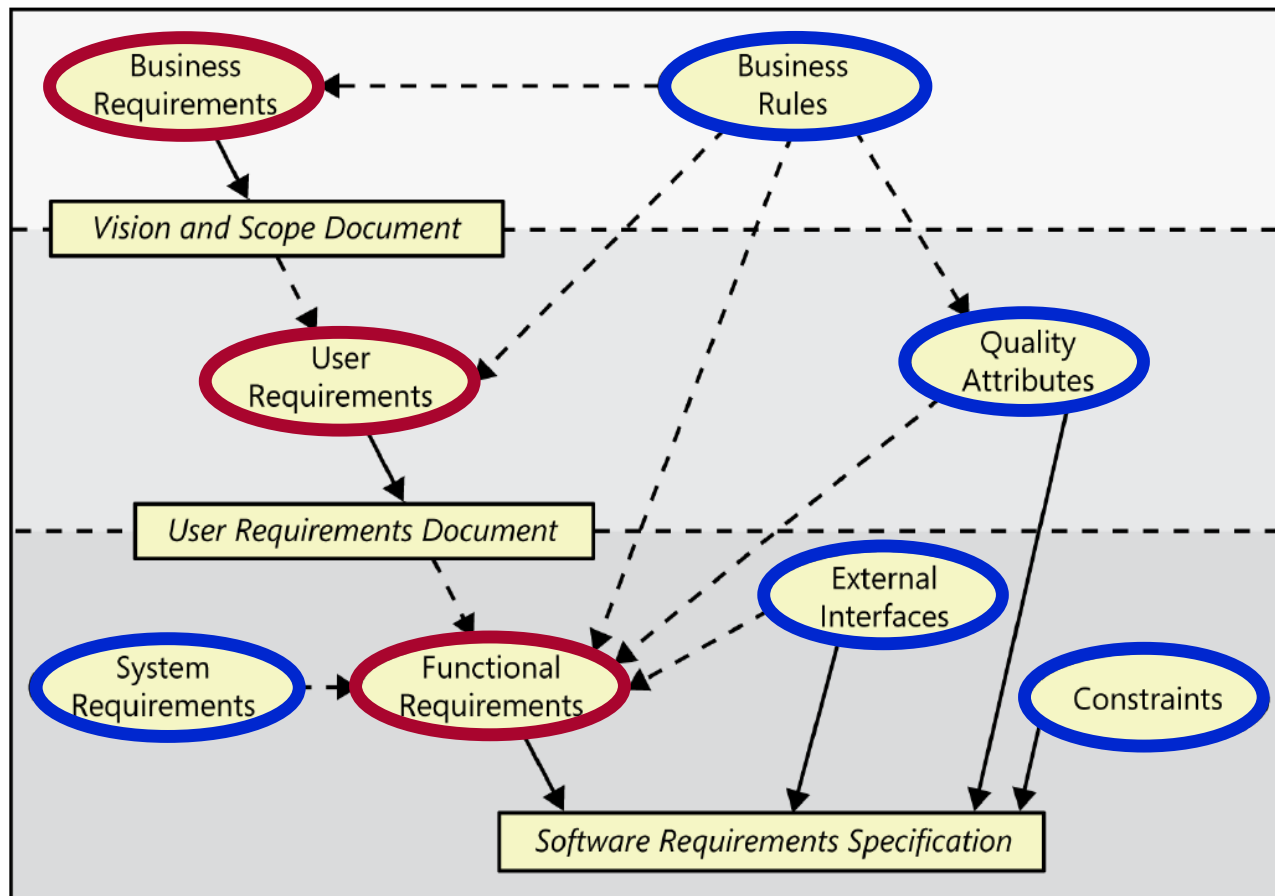 Business
Requirements
Business
Rules
Vision and Scope Document
User
Requirements
Quality
Attributes
User Requirements Document
External
Interfaces
System
Requirements
Functional
Requirements
Constraints
Software Requirements Specification